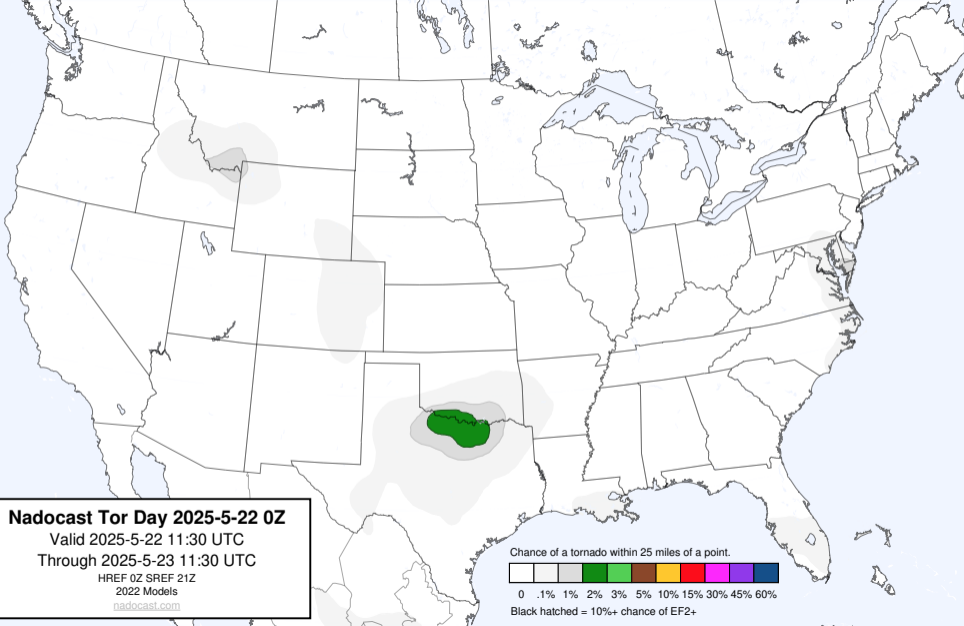 Nadocast Tor Day 2025-5-22 0Z
Valid 2025-5-22 11:30 UTC
Through 2025-5-23 11:30 UTC
HREF 0Z SREF 21Z
2022 Models
nadocast.com
Chance of a tornado within 25 miles of a point.
0 .1% 1% 2% 3% 5% 10% 15% 30% 45% 60%
Black hatched = 10%+ chance of EF2+